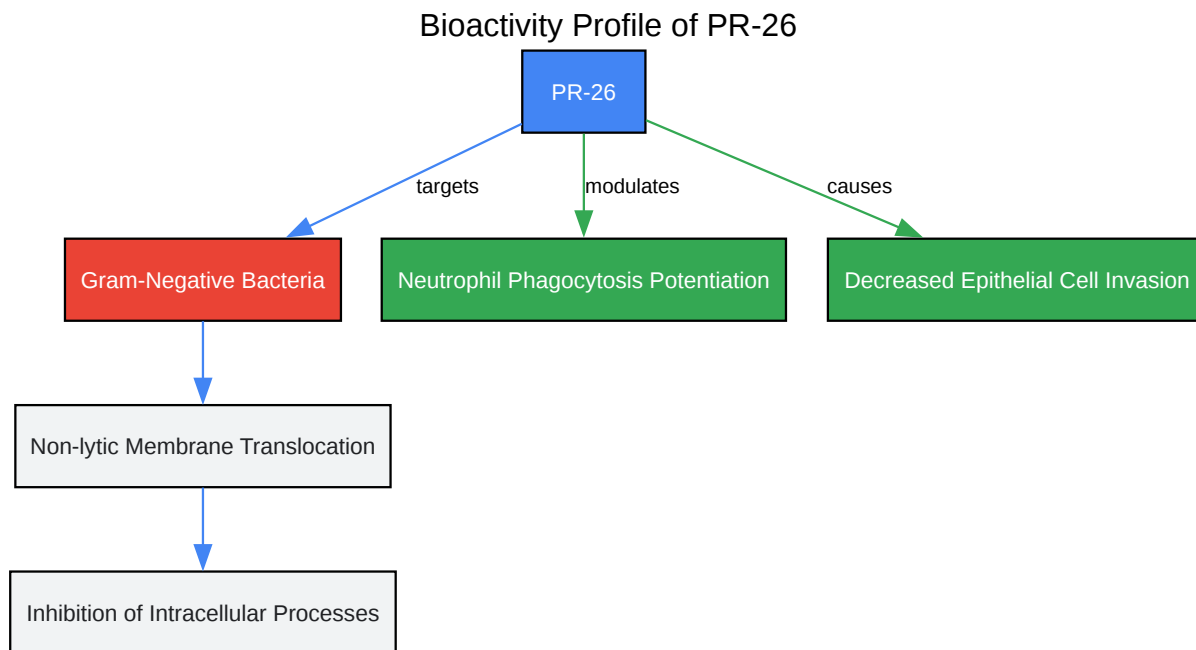 Bioactivity Profile of PR-26
PR-26
targets
modulates
causes
Gram-Negative Bacteria
Neutrophil Phagocytosis Potentiation
Decreased Epithelial Cell Invasion
Non-lytic Membrane Translocation
Inhibition of Intracellular Processes